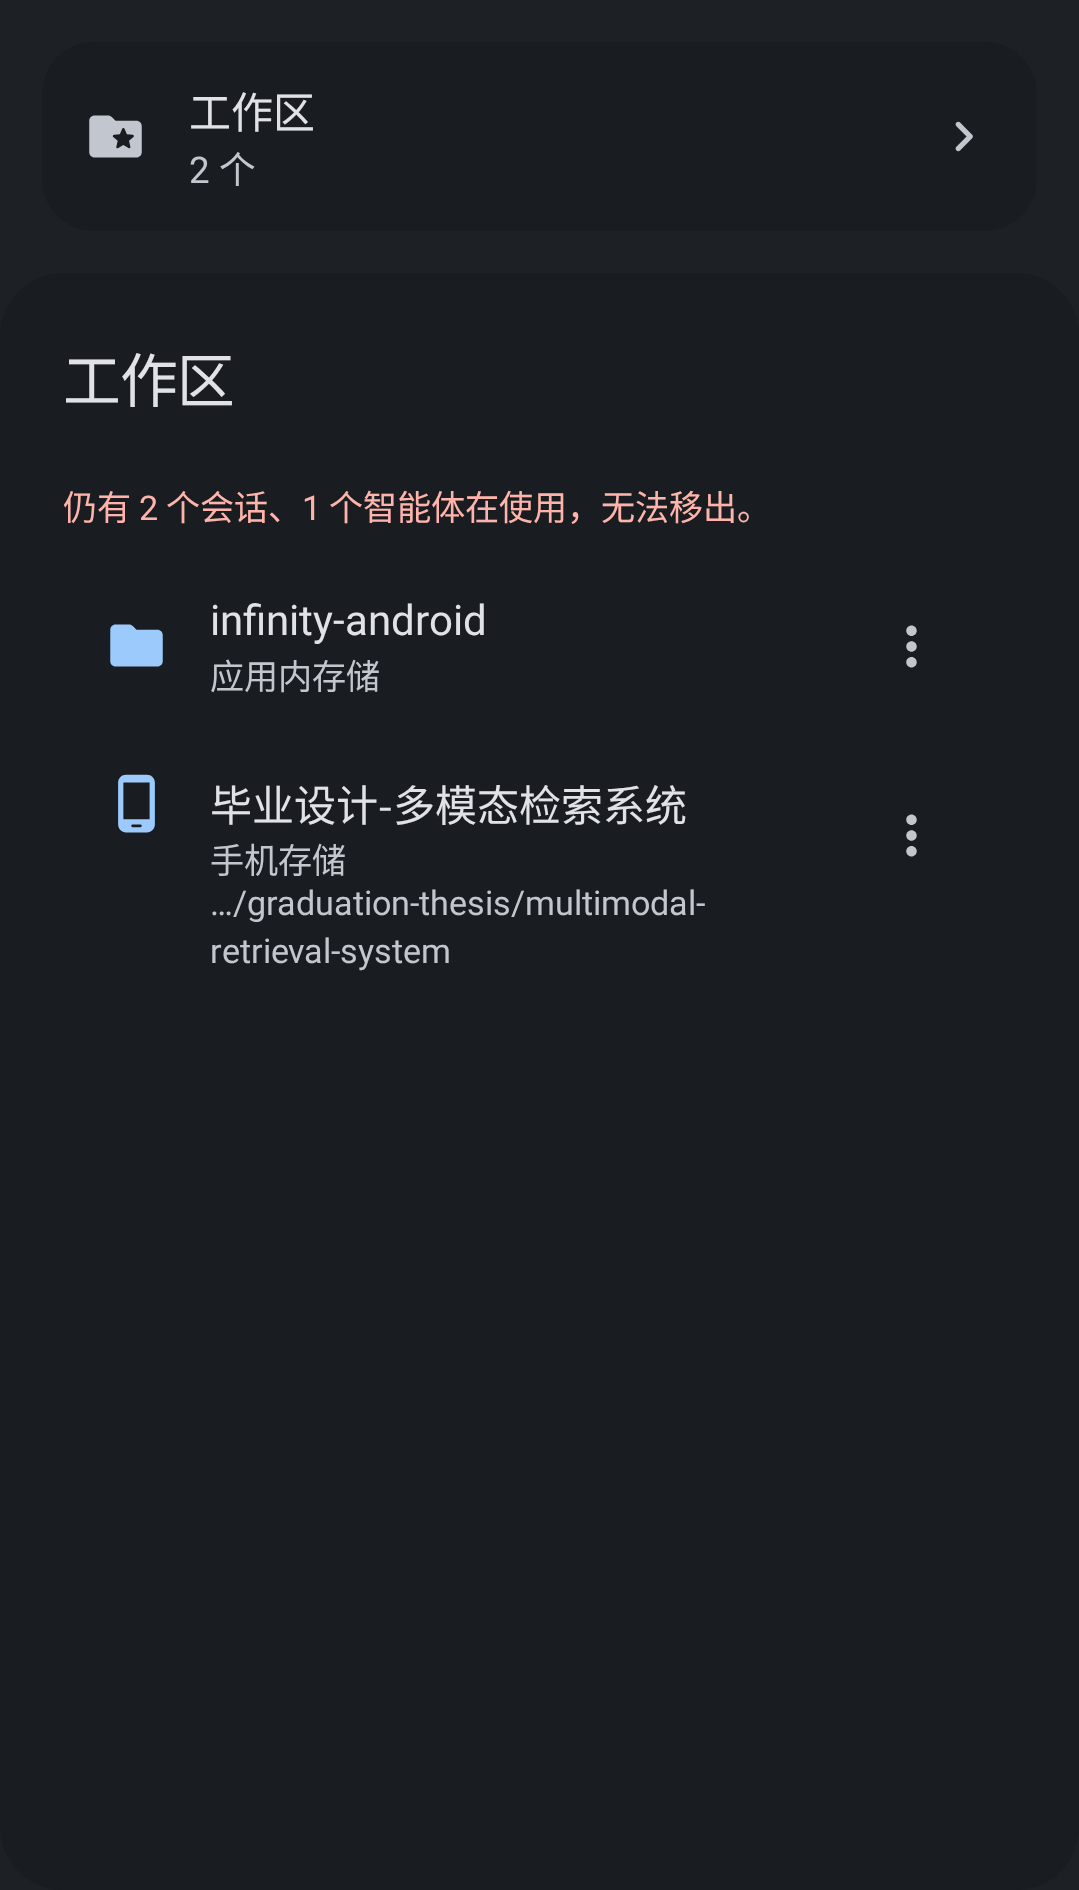 工作区
2 个
工作区
仍有 2 个会话、1 个智能体在使用，无法移出。
infinity-android
应用内存储
毕业设计-多模态检索系统
手机存储
…/graduation-thesis/multimodal-
retrieval-system